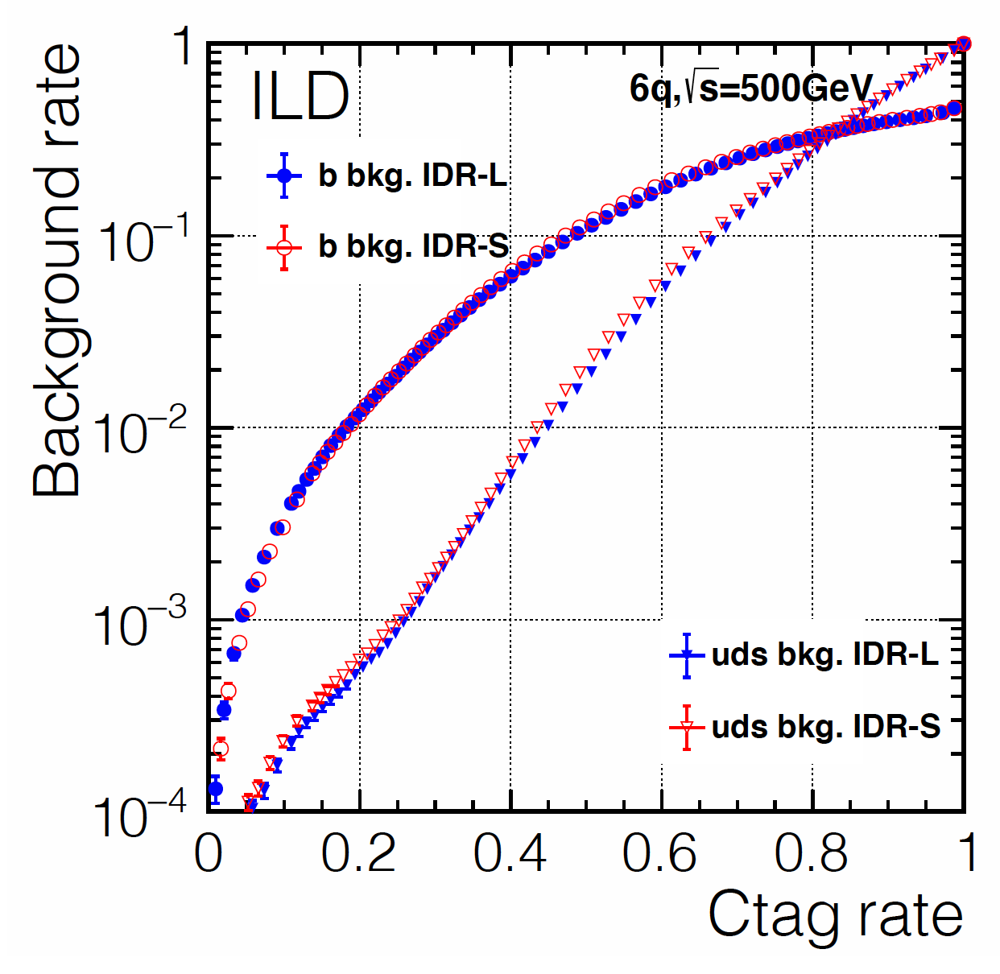 ILD
6q,√s=500GeV
b bkg. IDR-L
b bkg. IDR-S
uds bkg. IDR-L
uds bkg. IDR-S
Background rate
1
10⁻¹
10⁻²
10⁻³
10⁻⁴
0 0.2 0.4 0.6 0.8 1
Ctag rate